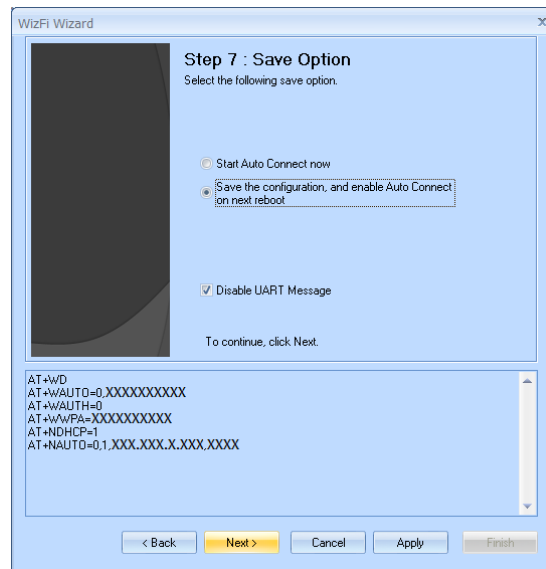 WizFi Wizard
Step 7 : Save Option
Select the following save option.
Start Auto Connect now
Save the configuration, and enable Auto Connect
on next reboot
Disable UART Message
To continue, click Next.
AT+WD
AT+WAUTO=0,XXXXXXXXXX
AT+WAUTH=0
AT+WWPA=XXXXXXXXXX
AT+NDHCP=1
AT+NAUTO=0,1,XXX.XXX.X.XXX,XXXX
< Back
Next >
Cancel
Apply
Finish